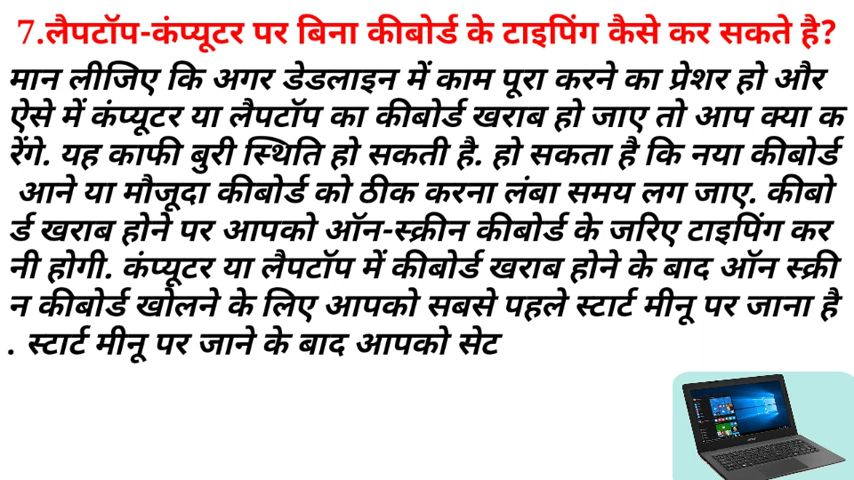 7.लैपटॉप-कंप्यूटर पर बिना कीबोर्ड के टाइपिंग कैसे कर सकते है?
मान लीजिए कि अगर डेडलाइन में काम पूरा करने का प्रेशर हो और
ऐसे में कंप्यूटर या लैपटॉप का कीबोर्ड खराब हो जाए तो आप क्या क
रेंगे. यह काफी बुरी स्थिति हो सकती है. हो सकता है कि नया कीबोर्ड
आने या मौजूदा कीबोर्ड को ठीक करना लंबा समय लग जाए. कीबो
र्ड खराब होने पर आपको ऑन-स्क्रीन कीबोर्ड के जरिए टाइपिंग कर
नी होगी. कंप्यूटर या लैपटॉप में कीबोर्ड खराब होने के बाद ऑन स्क्री
न कीबोर्ड खोलने के लिए आपको सबसे पहले स्टार्ट मीनू पर जाना है
. स्टार्ट मीनू पर जाने के बाद आपको सेट